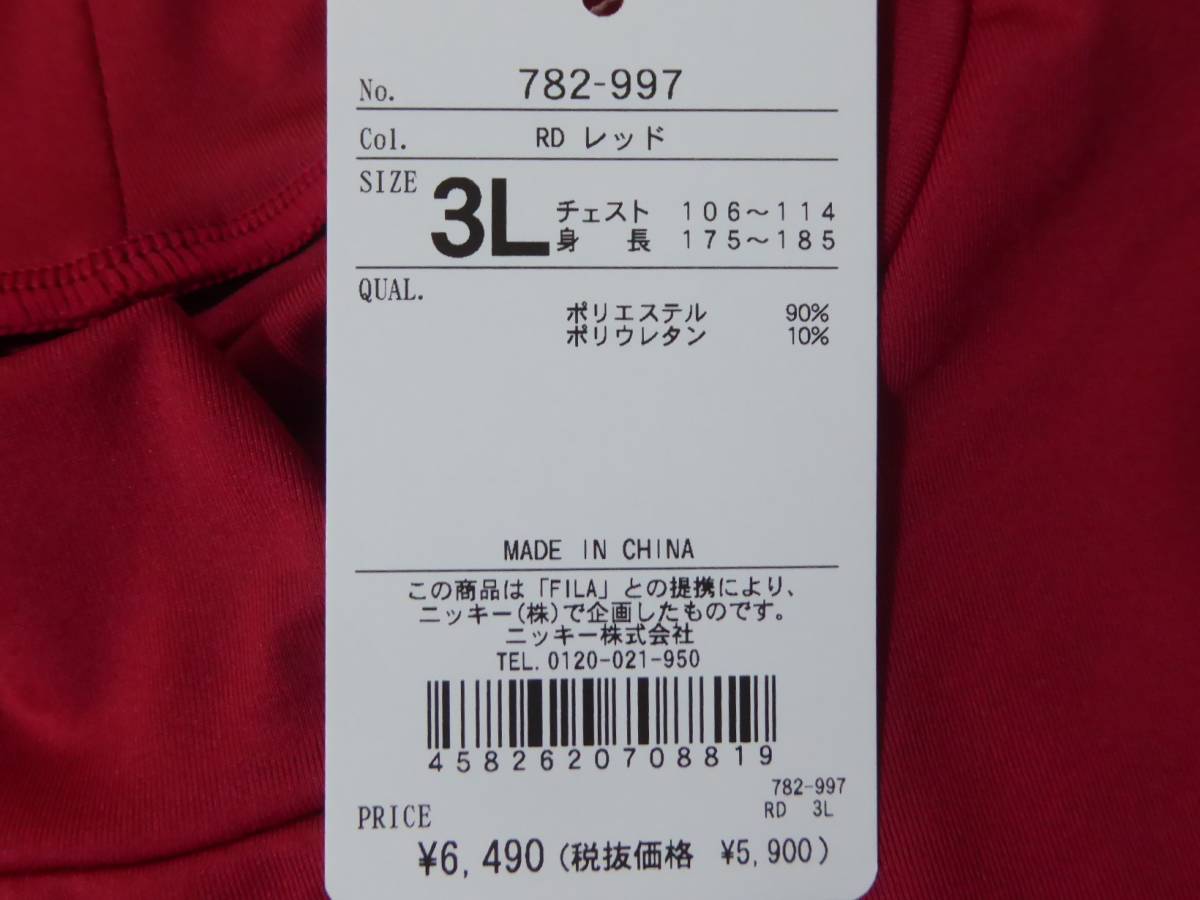 No. 782-997
Col. RD レッド
SIZE 3L チェスト 106～114
身長 175～185
QUAL.
ポリエステル 90%
ポリウレタン 10%
MADE IN CHINA
この商品は「FILA」との提携により、
ニッキー(株)で企画したものです。
ニッキー株式会社
TEL. 0120-021-950
4582620708819
782-997
RD 3L
PRICE
¥6,490 (税抜価格 ¥5,900)